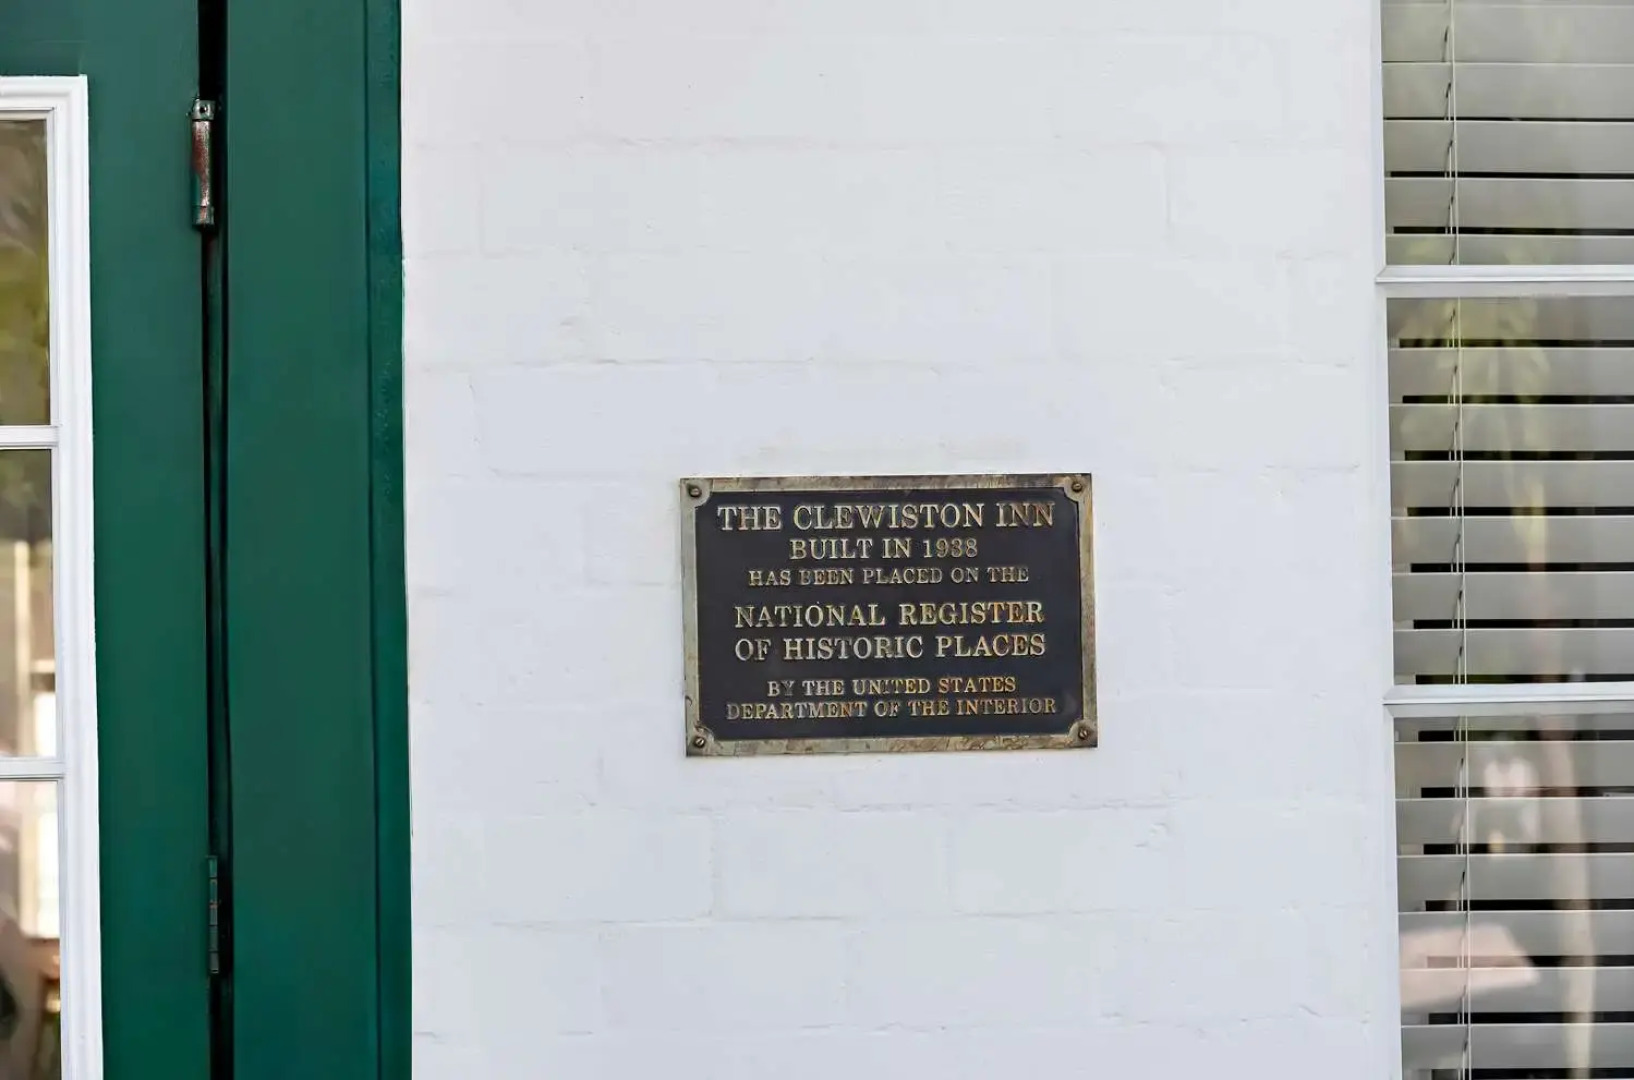 THE CLEWISTON INN
BUILT IN 1938
HAS BEEN PLACED ON THE
NATIONAL REGISTER
OF HISTORIC PLACES
BY THE UNITED STATES
DEPARTMENT OF THE INTERIOR